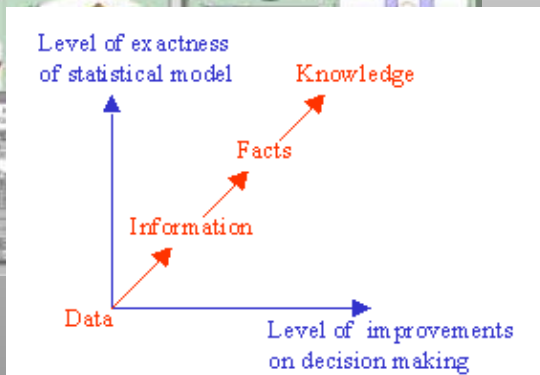 Level of exactness
of statistical model
Knowledge
Facts
Information
Data
Level of improvements
on decision making